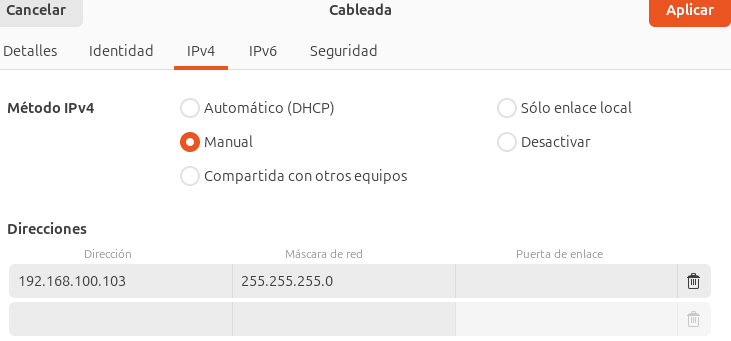 Cancelar Cableada Aplicar
Detalles Identidad IPv4 IPv6 Seguridad
Método IPv4 Automático (DHCP) Sólo enlace local
Manual Desactivar
Compartida con otros equipos
Direcciones
Dirección Máscara de red Puerta de enlace
192.168.100.103 255.255.255.0